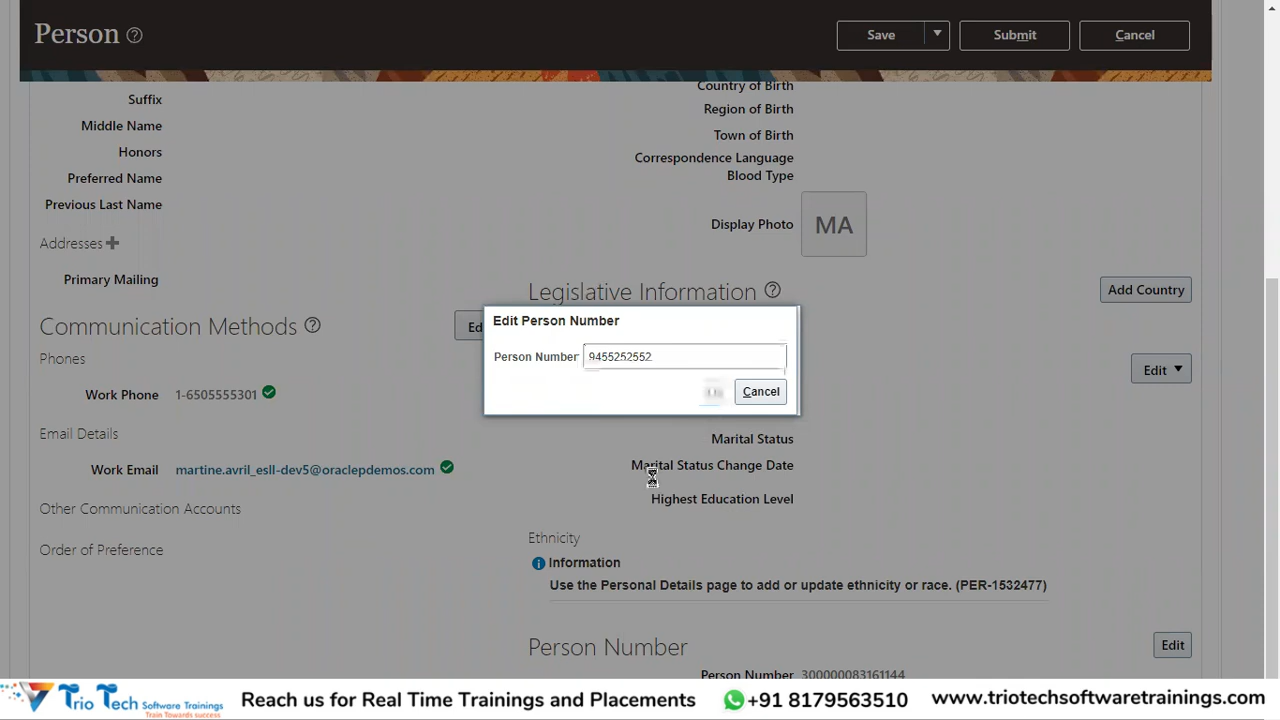 Person
Save
Submit
Cancel
Suffix
Middle Name
Honors
Preferred Name
Previous Last Name
Addresses
Primary Mailing
Communication Methods
Ed
Phones
Work Phone 1-6505555301
Email Details
Work Email martine.avril_esll-dev5@oraclepdemos.com
Other Communication Accounts
Order of Preference
Country of Birth
Region of Birth
Town of Birth
Correspondence Language
Blood Type
Display Photo MA
Legislative Information
Add Country
Edit Person Number
Person Number 9455252552
Cancel
Edit
Marital Status
Marital Status Change Date
Highest Education Level
Ethnicity
Information
Use the Personal Details page to add or update ethnicity or race. (PER-1532477)
Person Number
Edit
Person Number 300000083161144
Trio Tech
Software Trainings
Train Towards success
Reach us for Real Time Trainings and Placements
+91 8179563510
www.triotechsoftwaretrainings.com